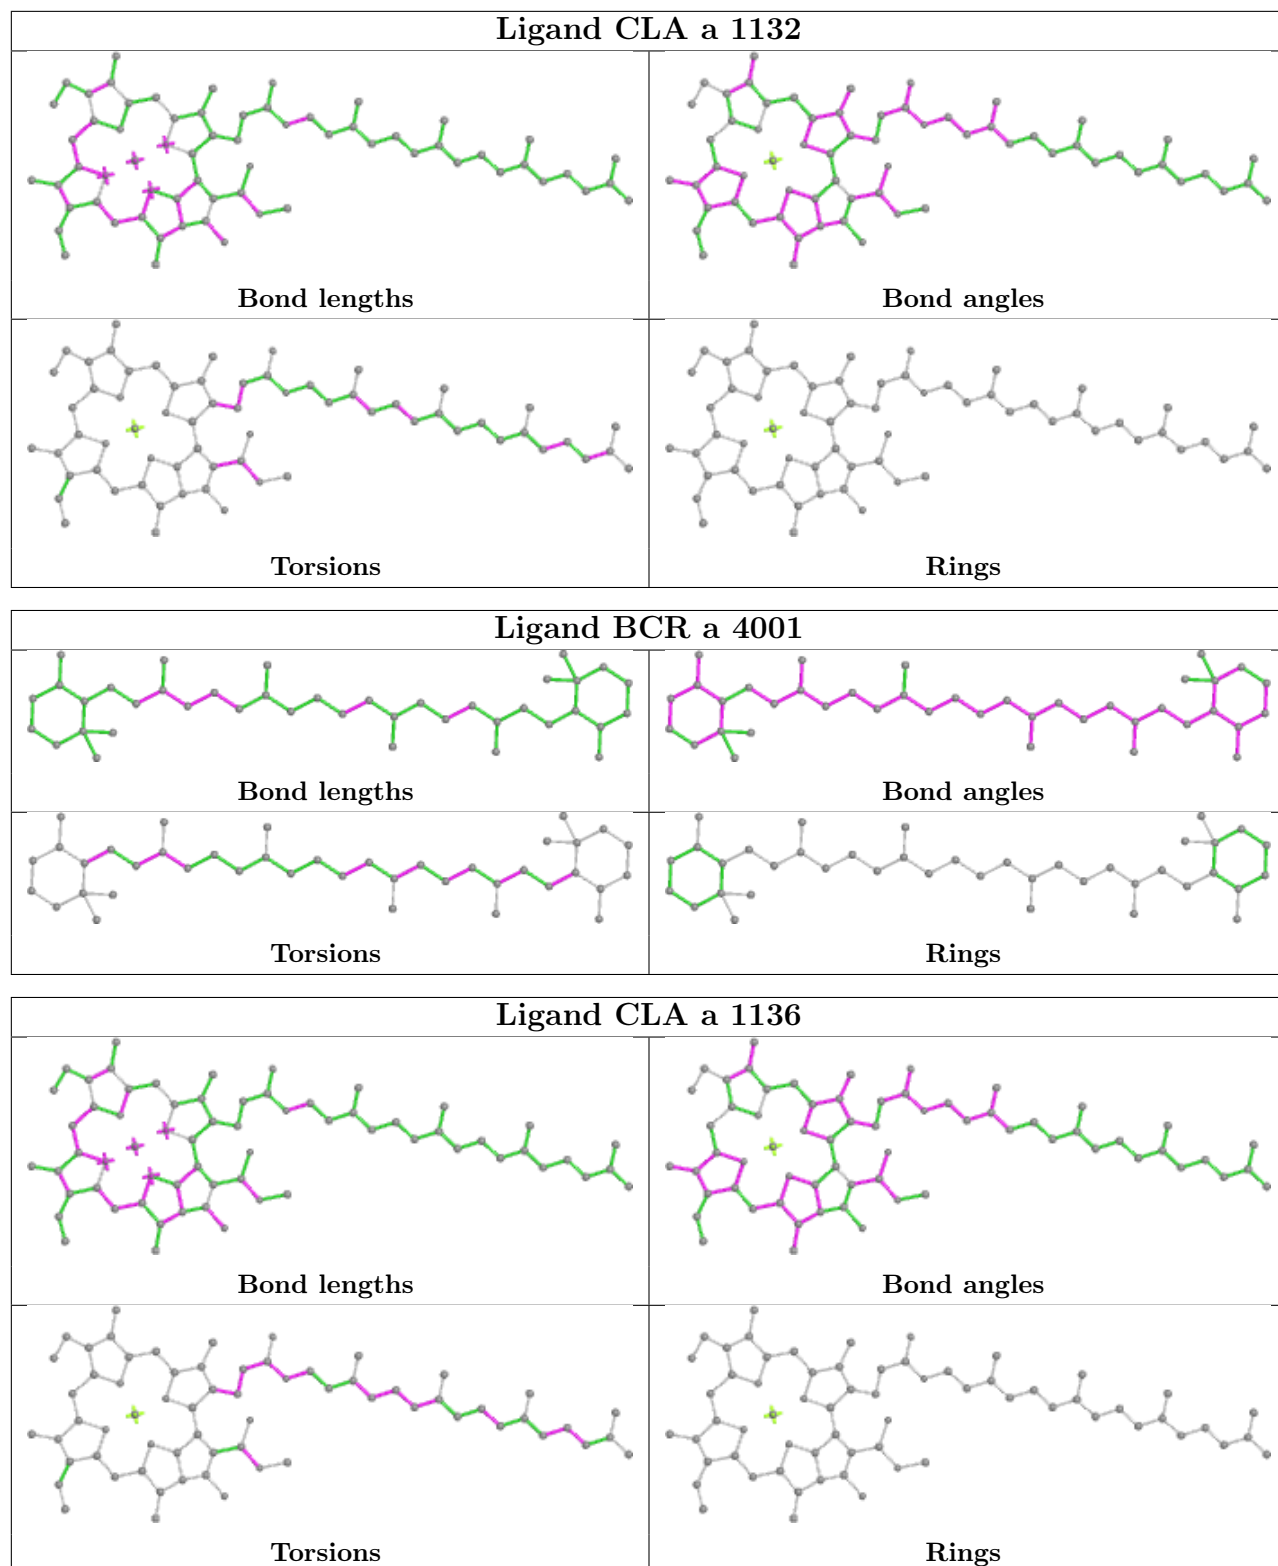 Ligand CLA a 1132
Bond lengths
Bond angles
Torsions
Rings
Ligand BCR a 4001
Bond lengths
Bond angles
Torsions
Rings
Ligand CLA a 1136
Bond lengths
Bond angles
Torsions
Rings